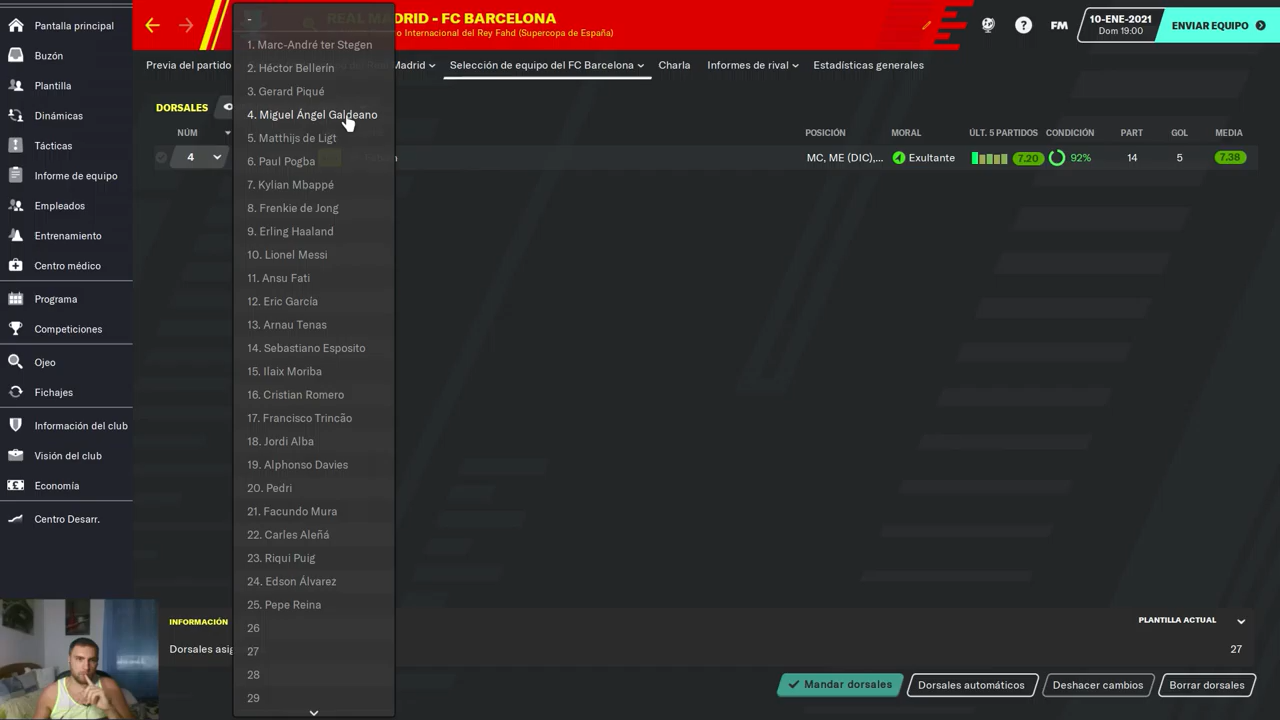 REAL MADRID - FC BARCELONA
Internacional del Rey Fahd (Supercopa de España)
FM
10-ENE-2021
Dom 19:00
ENVIAR EQUIPO
Pantalla principal
Buzón
Plantilla
Dinámicas
Tácticas
Informe de equipo
Empleados
Entrenamiento
Centro médico
Programa
Competiciones
Ojeo
Fichajes
Información del club
Visión del club
Economía
Centro Desarr.
Previa del partido
Madrid
Selección de equipo del FC Barcelona
Charla
Informes de rival
Estadísticas generales
DORSALES
NÚM
POSICIÓN
MORAL
ÚLT. 5 PARTIDOS
CONDICIÓN
PART
GOL
MEDIA
4
MC, ME (DIC),...
Exultante
7.20
92%
14
5
7.38
-
1. Marc-André ter Stegen
2. Héctor Bellerín
3. Gerard Piqué
4. Miguel Ángel Galdeano
5. Matthijs de Ligt
6. Paul Pogba
7. Kylian Mbappé
8. Frenkie de Jong
9. Erling Haaland
10. Lionel Messi
11. Ansu Fati
12. Eric García
13. Arnau Tenas
14. Sebastiano Esposito
15. Ilaix Moriba
16. Cristian Romero
17. Francisco Trincão
18. Jordi Alba
19. Alphonso Davies
20. Pedri
21. Facundo Mura
22. Carles Aleñá
23. Riqui Puig
24. Edson Álvarez
25. Pepe Reina
26
27
28
29
INFORMACIÓN
PLANTILLA ACTUAL
Dorsales asig
27
Mandar dorsales
Dorsales automáticos
Deshacer cambios
Borrar dorsales